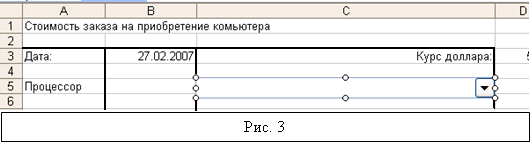 A B C D
1 Стоимость заказа на приобретение комьютера
2
3 Дата: 27.02.2007 Курс доллара:
4
5 Процессор
6
Рис. 3